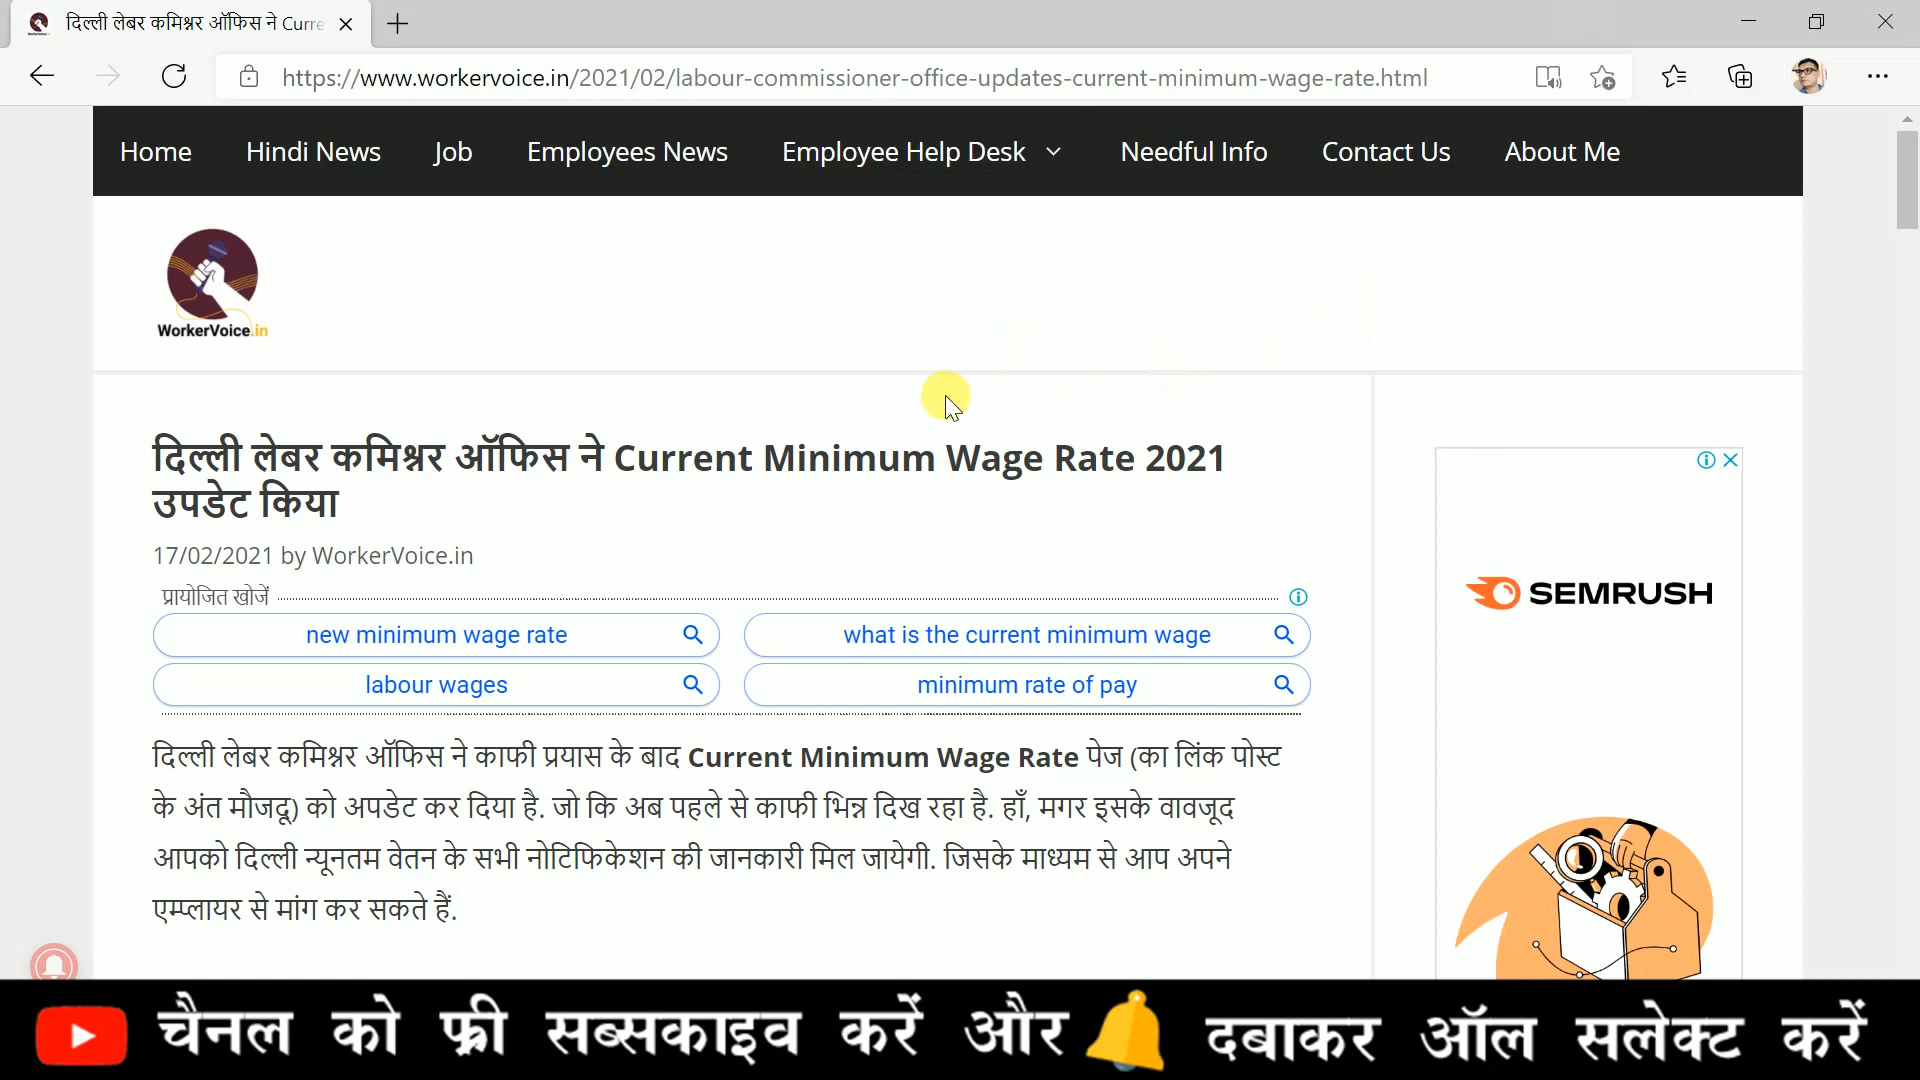 दिल्ली लेबर कमिश्नर ऑफिस ने Curre
https://www.workervoice.in/2021/02/labour-commissioner-office-updates-current-minimum-wage-rate.html
Home Hindi News Job Employees News Employee Help Desk Needful Info Contact Us About Me
WorkerVoice.in
दिल्ली लेबर कमिश्नर ऑफिस ने Current Minimum Wage Rate 2021
उपडेट किया
17/02/2021 by WorkerVoice.in
प्रायोजित खोजें
new minimum wage rate
what is the current minimum wage
labour wages
minimum rate of pay
दिल्ली लेबर कमिश्नर ऑफिस ने काफी प्रयास के बाद Current Minimum Wage Rate पेज (का लिंक पोस्ट
के अंत मौजदू) को अपडेट कर दिया है. जो कि अब पहले से काफी भिन्न दिख रहा है. हाँ, मगर इसके वावजूद
आपको दिल्ली न्यूनतम वेतन के सभी नोटिफिकेशन की जानकारी मिल जायेगी. जिसके माध्यम से आप अपने
एम्प्लायर से मांग कर सकते हैं.
SEMRUSH
चैनल को फ्री सब्सकाइव करें और दबाकर ऑल सलेक्ट करें